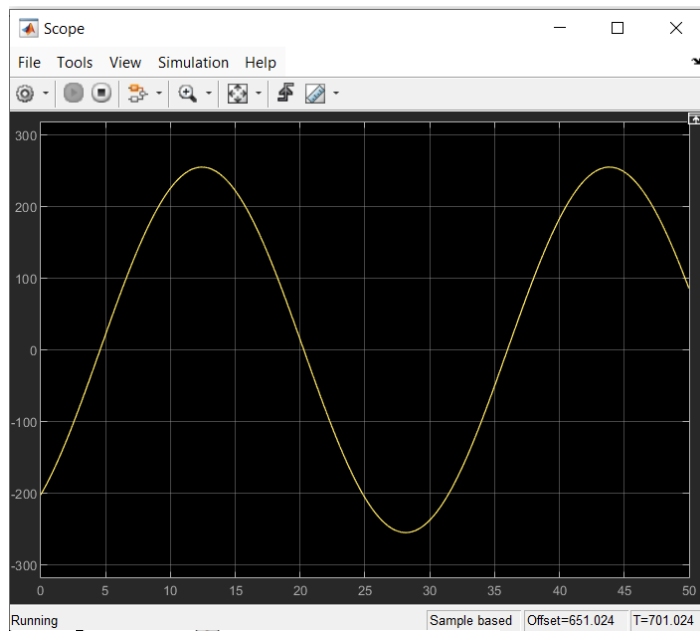 Scope
File Tools View Simulation Help
300
200
100
0
-100
-200
-300
0 5 10 15 20 25 30 35 40 45 50
Running Sample based Offset=651.024 T=701.024